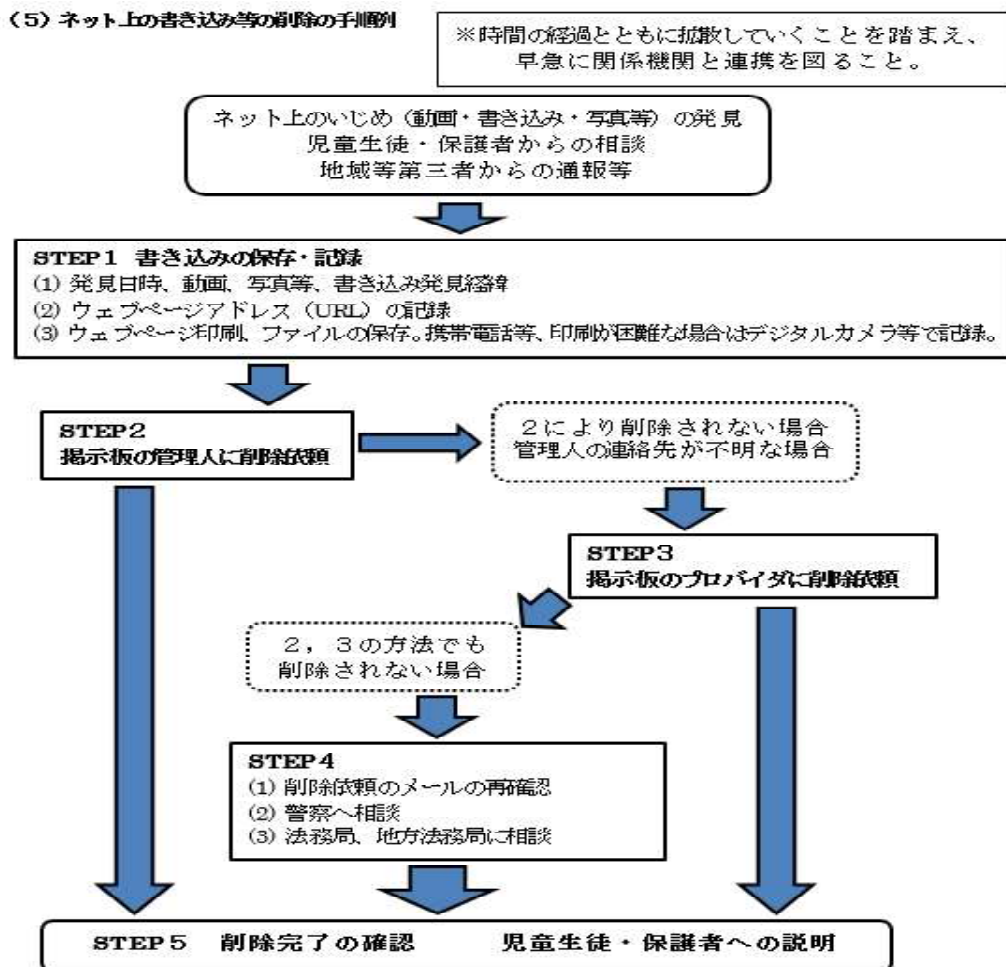 （5）ネット上の書き込み等の削除の手順例
※時間の経過とともに拡散していくことを踏まえ、
早急に関係機関と連携を図ること。
ネット上のいじめ（動画・書き込み・写真等）の発見
児童生徒・保護者からの相談
地域等第三者からの通報等
STEP1 書き込みの保存・記録
(1) 発見日時、動画、写真等、書き込み発見経緯
(2) ウェブページアドレス（URL）の記録
(3) ウェブページ印刷、ファイルの保存。携帯電話等、印刷が困難な場合はデジタルカメラ等で記録。
STEP2
掲示板の管理人に削除依頼
２により削除されない場合
管理人の連絡先が不明な場合
STEP3
掲示板のプロバイダに削除依頼
２，３の方法でも
削除されない場合
STEP4
(1) 削除依頼のメールの再確認
(2) 警察へ相談
(3) 法務局、地方法務局に相談
STEP5 削除完了の確認 児童生徒・保護者への説明